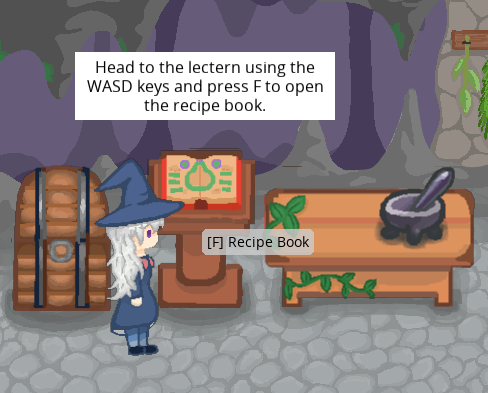 Head to the lectern using the
WASD keys and press F to open
the recipe book.
[F] Recipe Book